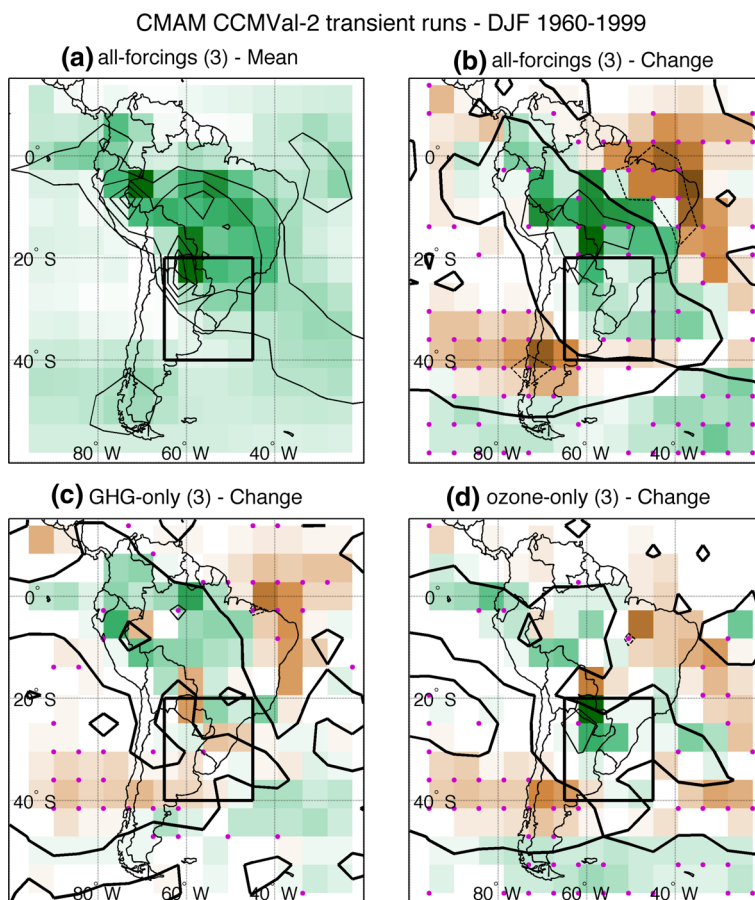 CMAM CCMVal-2 transient runs - DJF 1960-1999
(a) all-forcings (3) - Mean
(b) all-forcings (3) - Change
0°
0°
20° S
20° S
40° S
40° S
80° W
60° W
40° W
80° W
60° W
40° W
(c) GHG-only (3) - Change
(d) ozone-only (3) - Change
0°
0°
20° S
20° S
40° S
40° S
80° W
60° W
40° W
80° W
60° W
40° W